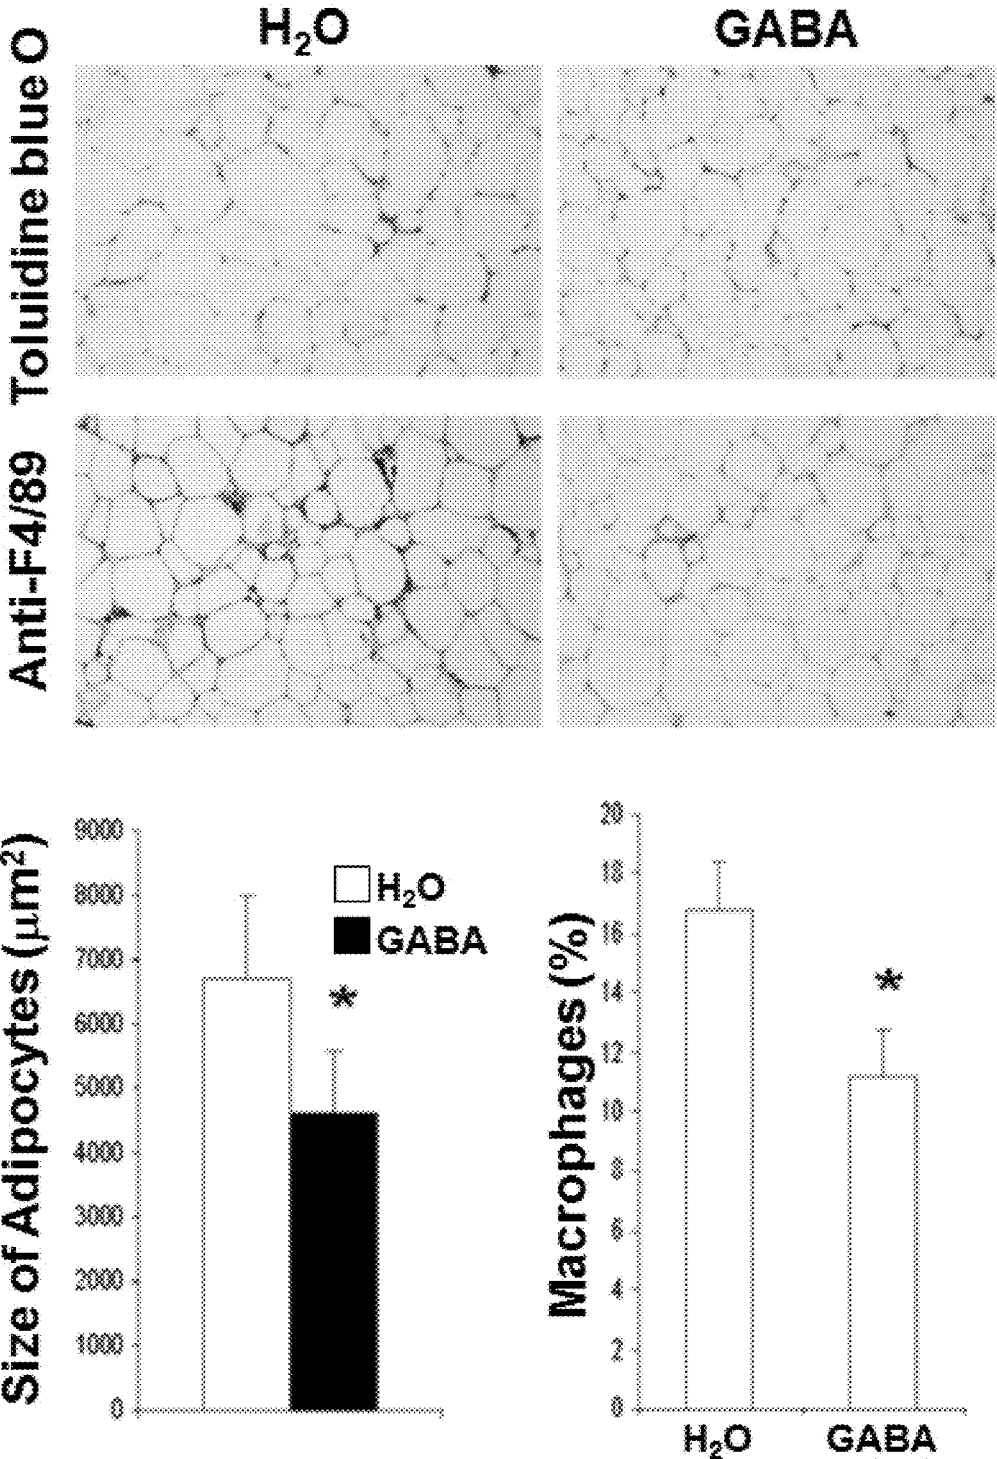 H₂O
GABA
Toluidine blue O
Anti-F4/89
Size of Adipocytes (μm²)
9000
8000
7000
6000
5000
4000
3000
2000
1000
0
H₂O
GABA
*
Macrophages (%)
20
18
16
14
12
10
8
6
4
2
0
*
H₂O
GABA